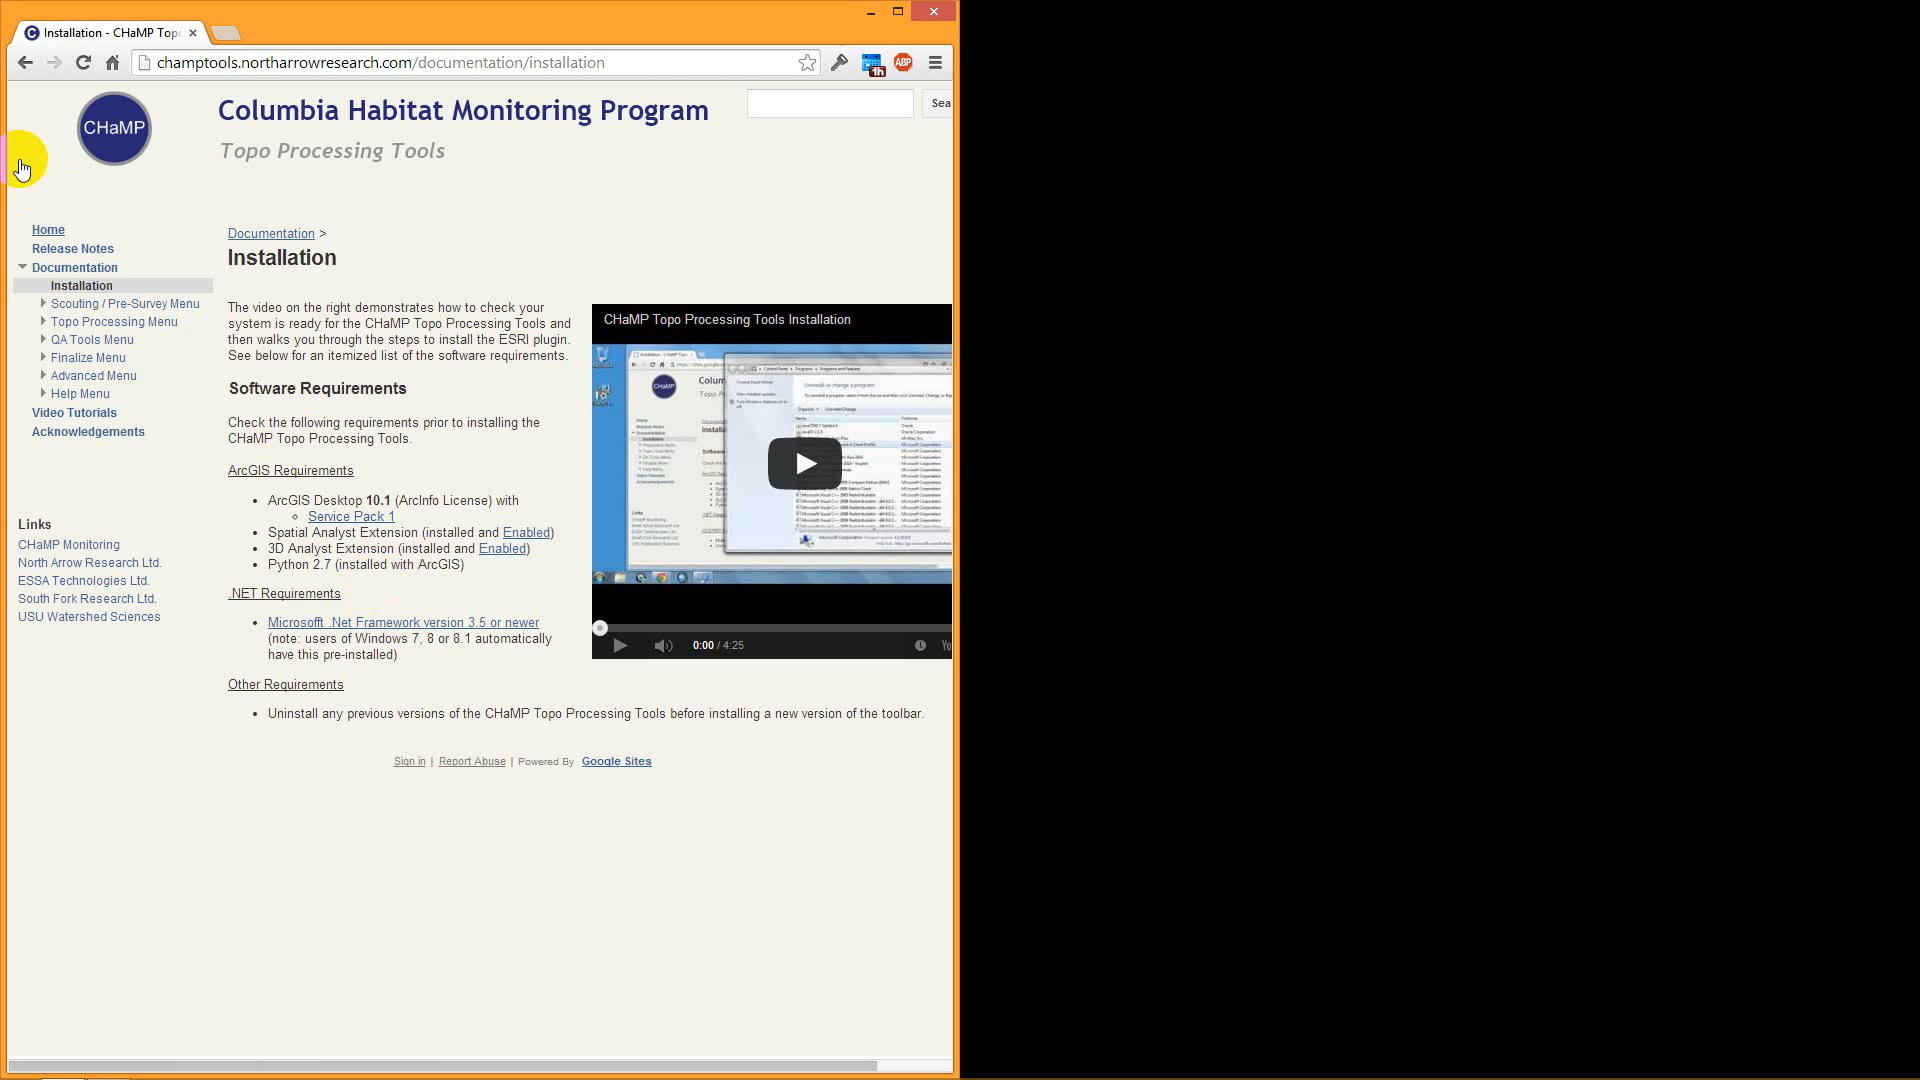 Installation - CHaMP Topo
champtools.northarrowresearch.com/documentation/installation
1h
ABP
CHaMP
Columbia Habitat Monitoring Program
Sea
Topo Processing Tools
Home
Release Notes
Documentation
Installation
Scouting / Pre-Survey Menu
Topo Processing Menu
QA Tools Menu
Finalize Menu
Advanced Menu
Help Menu
Video Tutorials
Acknowledgements
Links
CHaMP Monitoring
North Arrow Research Ltd.
ESSA Technologies Ltd.
South Fork Research Ltd.
USU Watershed Sciences
Documentation >
Installation
The video on the right demonstrates how to check your
system is ready for the CHaMP Topo Processing Tools and
then walks you through the steps to install the ESRI plugin.
See below for an itemized list of the software requirements.
Software Requirements
Check the following requirements prior to installing the
CHaMP Topo Processing Tools.
ArcGIS Requirements
ArcGIS Desktop 10.1 (ArcInfo License) with
Service Pack 1
Spatial Analyst Extension (installed and Enabled)
3D Analyst Extension (installed and Enabled)
Python 2.7 (installed with ArcGIS)
.NET Requirements
Microsofft .Net Framework version 3.5 or newer
(note: users of Windows 7, 8 or 8.1 automatically
have this pre-installed)
Other Requirements
Uninstall any previous versions of the CHaMP Topo Processing Tools before installing a new version of the toolbar.
CHaMP Topo Processing Tools Installation
CHaMP
Colum
Topo P
0:00 / 4:25
Yo
Sign in | Report Abuse | Powered By Google Sites